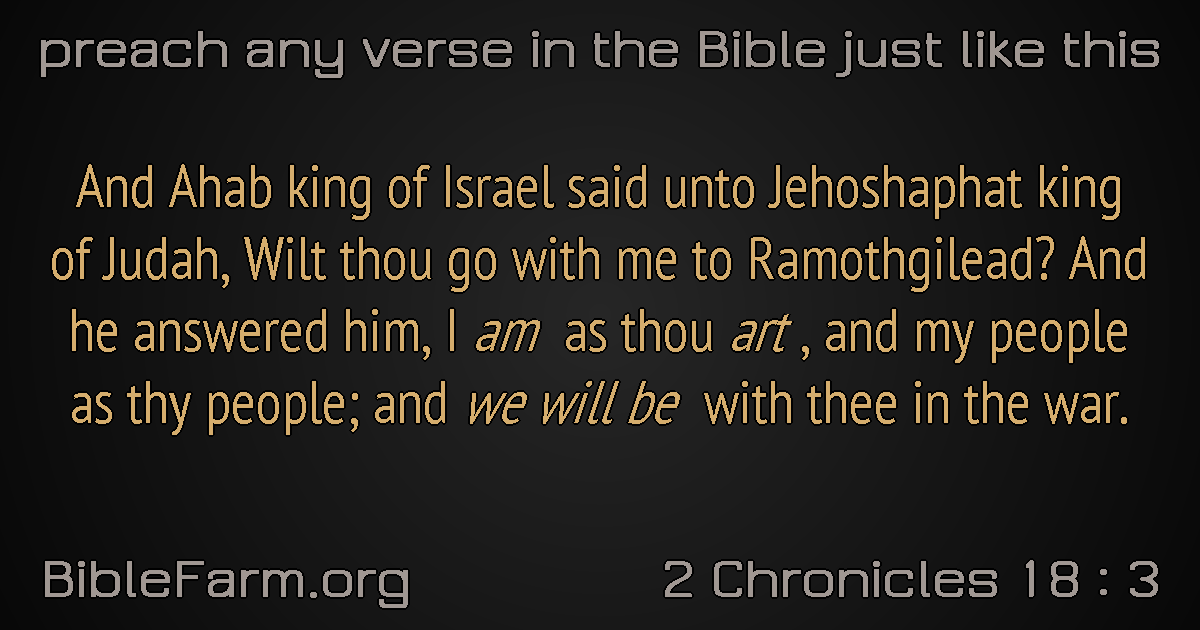 preach any verse in the Bible just like this
And Ahab king of Israel said unto Jehoshaphat king
of Judah, Wilt thou go with me to Ramothgilead? And
he answered him, I am as thou art , and my people
as thy people; and we will be with thee in the war.
BibleFarm.org
2 Chronicles 18 : 3